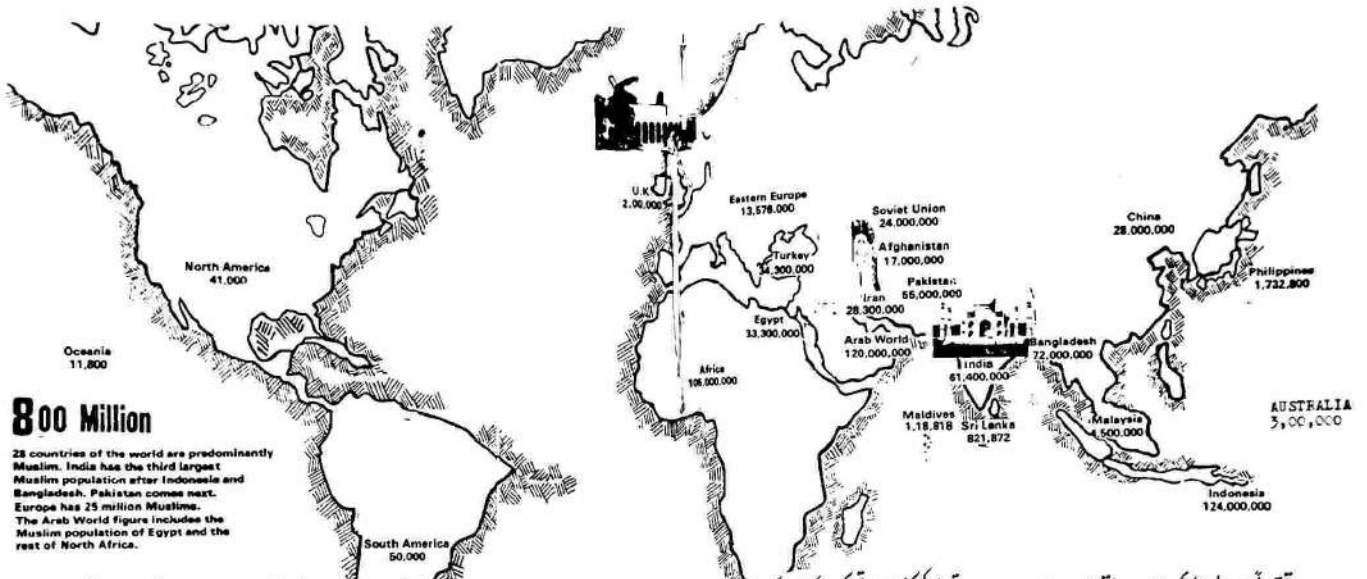 U.K
2,00,000
Eastern Europe
13,578,000
Soviet Union
24,000,000
China
28,000,000
Afghanistan
17,000,000
North America
41,000
Turkey
34,300,000
Pakistan
55,000,000
Philippines
1,732,800
Iran
28,300,000
Egypt
33,300,000
Arab World
120,000,000
Bangladesh
72,000,000
Oceania
11,800
Africa
India
61,400,000
800 Million
28 countries of the world are predominantly
Muslim. India has the third largest
Muslim population after Indonesia and
Bangladesh. Pakistan comes next.
Europe has 25 million Muslims.
The Arab World figure includes the
Muslim population of Egypt and the
rest of North Africa.
Maldives
1,18,818
Sri Lanka
821,872
Malaysia
AUSTRALIA
3,00,000
Indonesia
124,000,000
South America
50,000